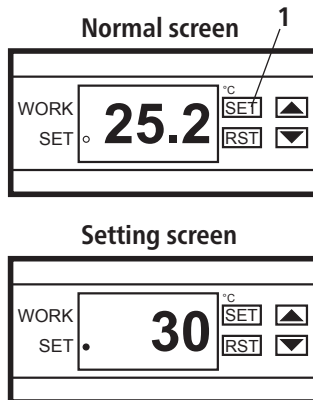 Normal screen
1
°C
WORK
25.2
SET
SET
RST
Setting screen
°C
WORK
30
SET
SET
RST